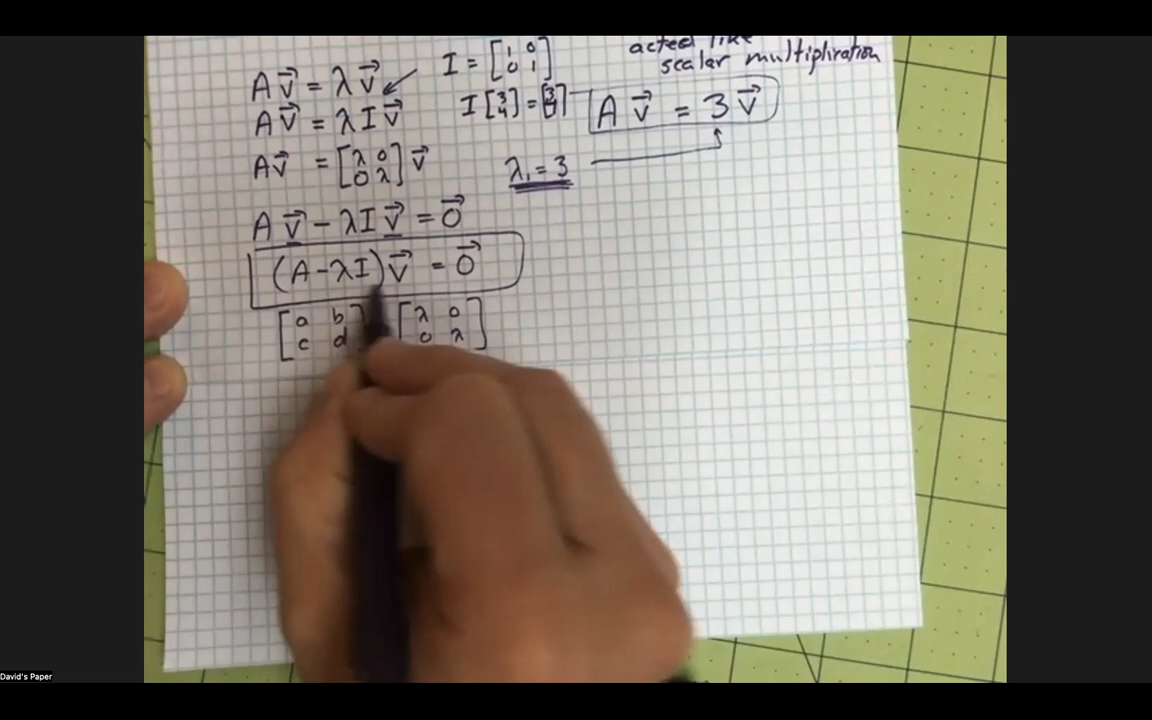 acted like
scalar multipliration
A v⃗ = λ v⃗
I = [1 0; 0 1]
A v⃗ = λ I v⃗
I [3; 4] = [3; 4]
A v⃗ = 3 v⃗
A v⃗ = [λ 0; 0 λ] v⃗
λ₁ = 3
A v⃗ − λ I v⃗ = 0⃗
(A − λ I) v⃗ = 0⃗
[a b; c d] [λ 0; 0 λ]
David's Paper